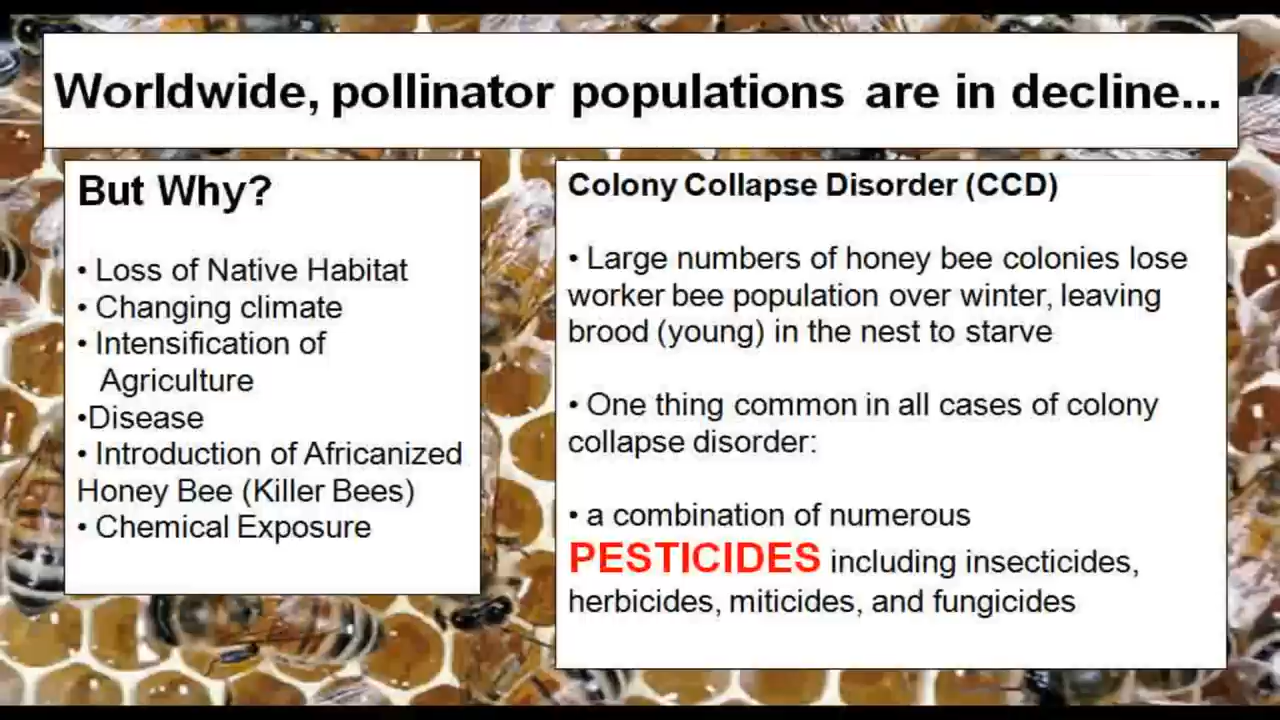 Worldwide, pollinator populations are in decline...
But Why?
• Loss of Native Habitat
• Changing climate
• Intensification of
Agriculture
•Disease
• Introduction of Africanized
Honey Bee (Killer Bees)
• Chemical Exposure
Colony Collapse Disorder (CCD)
• Large numbers of honey bee colonies lose
worker bee population over winter, leaving
brood (young) in the nest to starve
• One thing common in all cases of colony
collapse disorder:
• a combination of numerous
PESTICIDES including insecticides,
herbicides, miticides, and fungicides